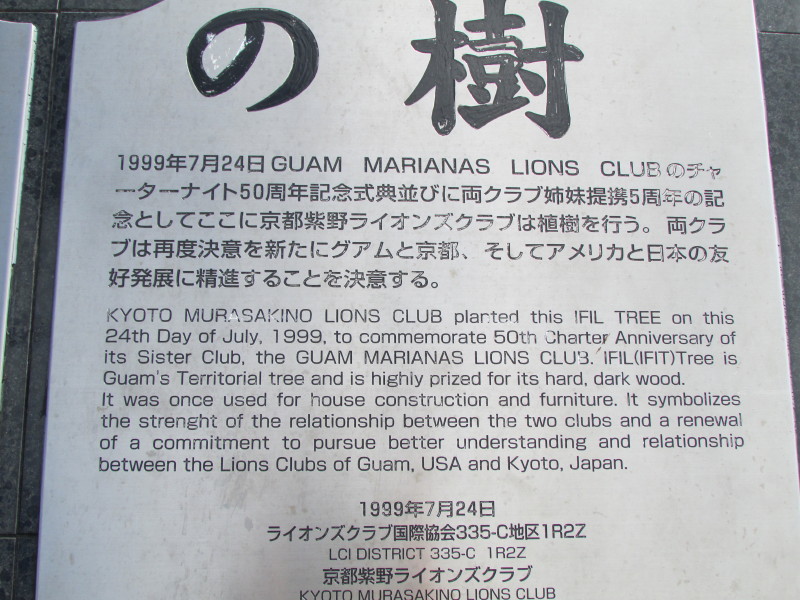 の樹
1999年7月24日GUAM MARIANAS LIONS CLUBのチャ
ーターナイト50周年記念式典並びに両クラブ姉妹提携5周年の記
念としてここに京都紫野ライオンズクラブは植樹を行う。両クラ
ブは再度決意を新たにグアムと京都、そしてアメリカと日本の友
好発展に精進することを決意する。
KYOTO MURASAKINO LIONS CLUB planted this IFIL TREE on this
24th Day of July, 1999, to commemorate 50th Charter Anniversary of
its Sister Club, the GUAM MARIANAS LIONS CLUB. IFIL(IFIT)Tree is
Guam's Territorial tree and is highly prized for its hard, dark wood.
It was once used for house construction and furniture. It symbolizes
the strenght of the relationship between the two clubs and a renewal
of a commitment to pursue better understanding and relationship
between the Lions Clubs of Guam, USA and Kyoto, Japan.
1999年7月24日
ライオンズクラブ国際協会335-C地区1R2Z
LCI DISTRICT 335-C 1R2Z
京都紫野ライオンズクラブ
KYOTO MURASAKINO LIONS CLUB